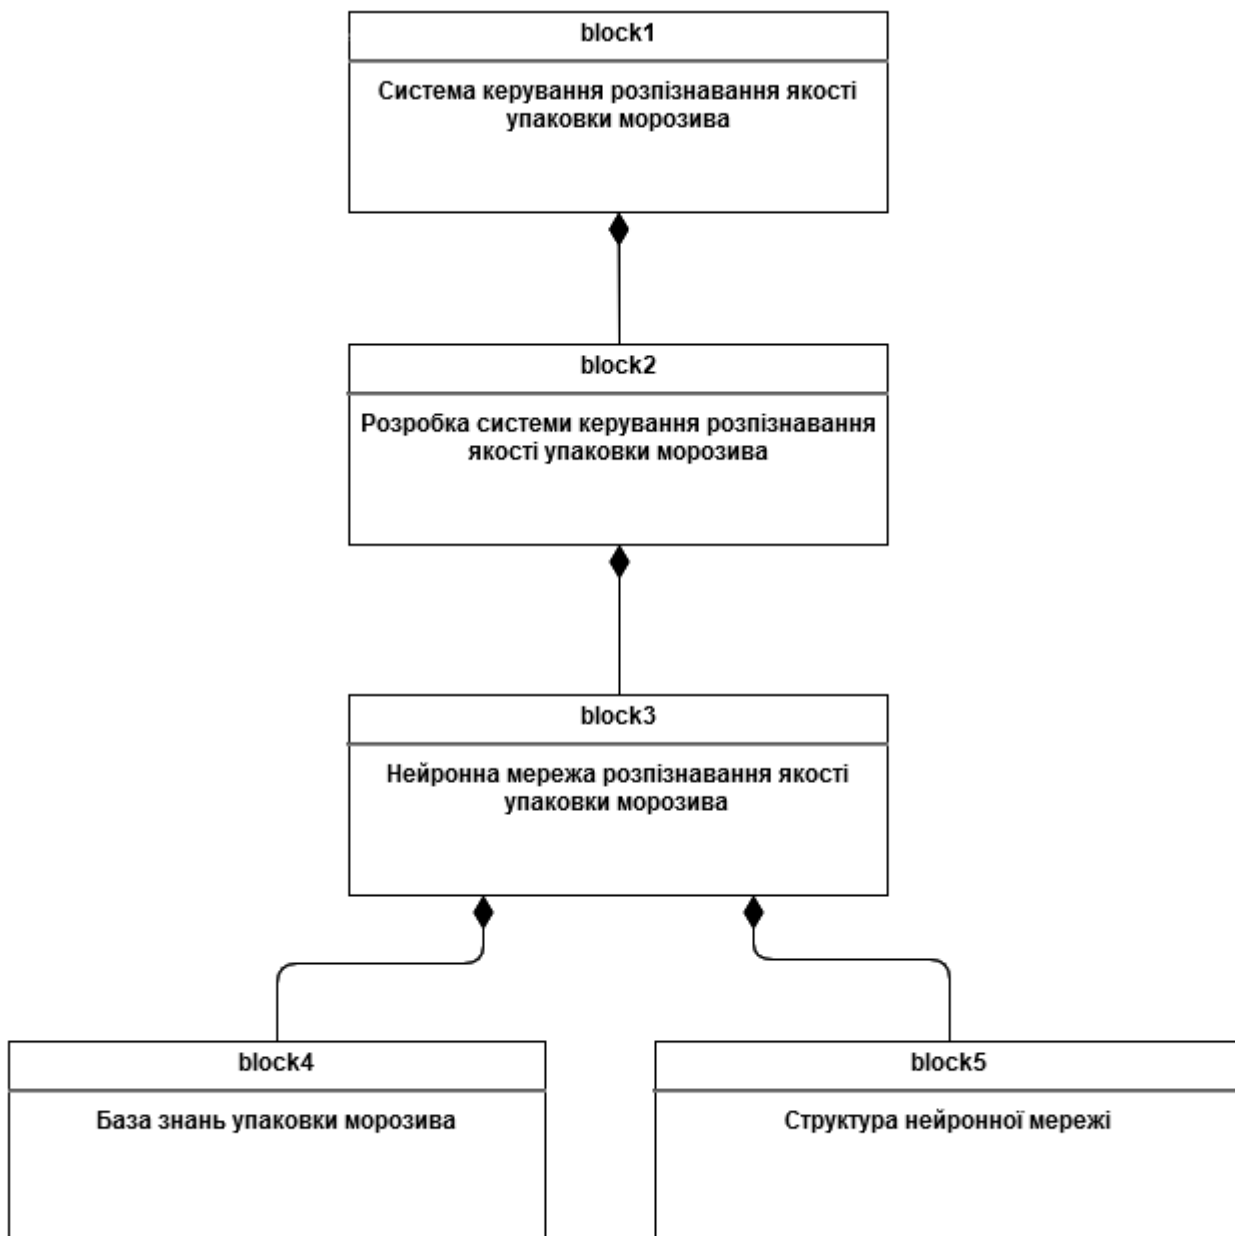 block1
Система керування розпізнавання якості
упаковки морозива
block2
Розробка системи керування розпізнавання
якості упаковки морозива
block3
Нейронна мережа розпізнавання якості
упаковки морозива
block4
База знань упаковки морозива
block5
Структура нейронної мережі